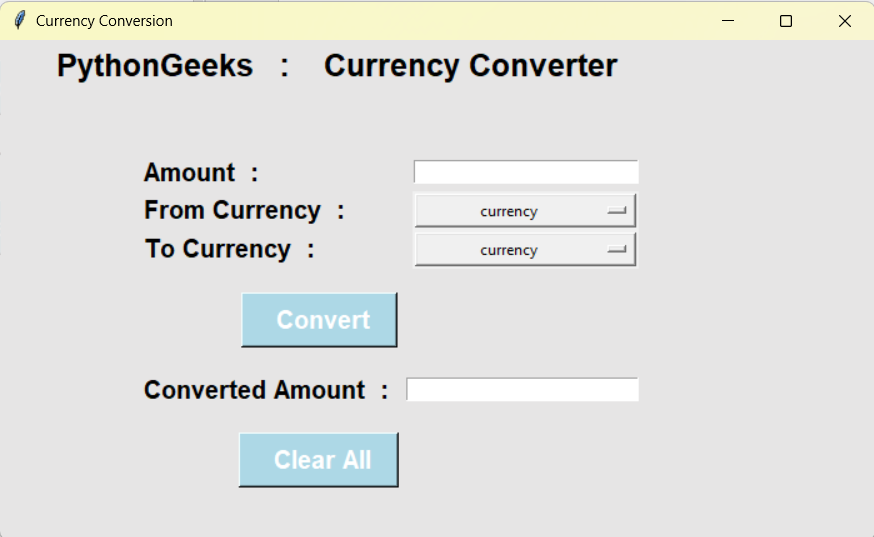 Currency Conversion
PythonGeeks : Currency Converter
Amount :
From Currency : currency
To Currency : currency
Convert
Converted Amount :
Clear All